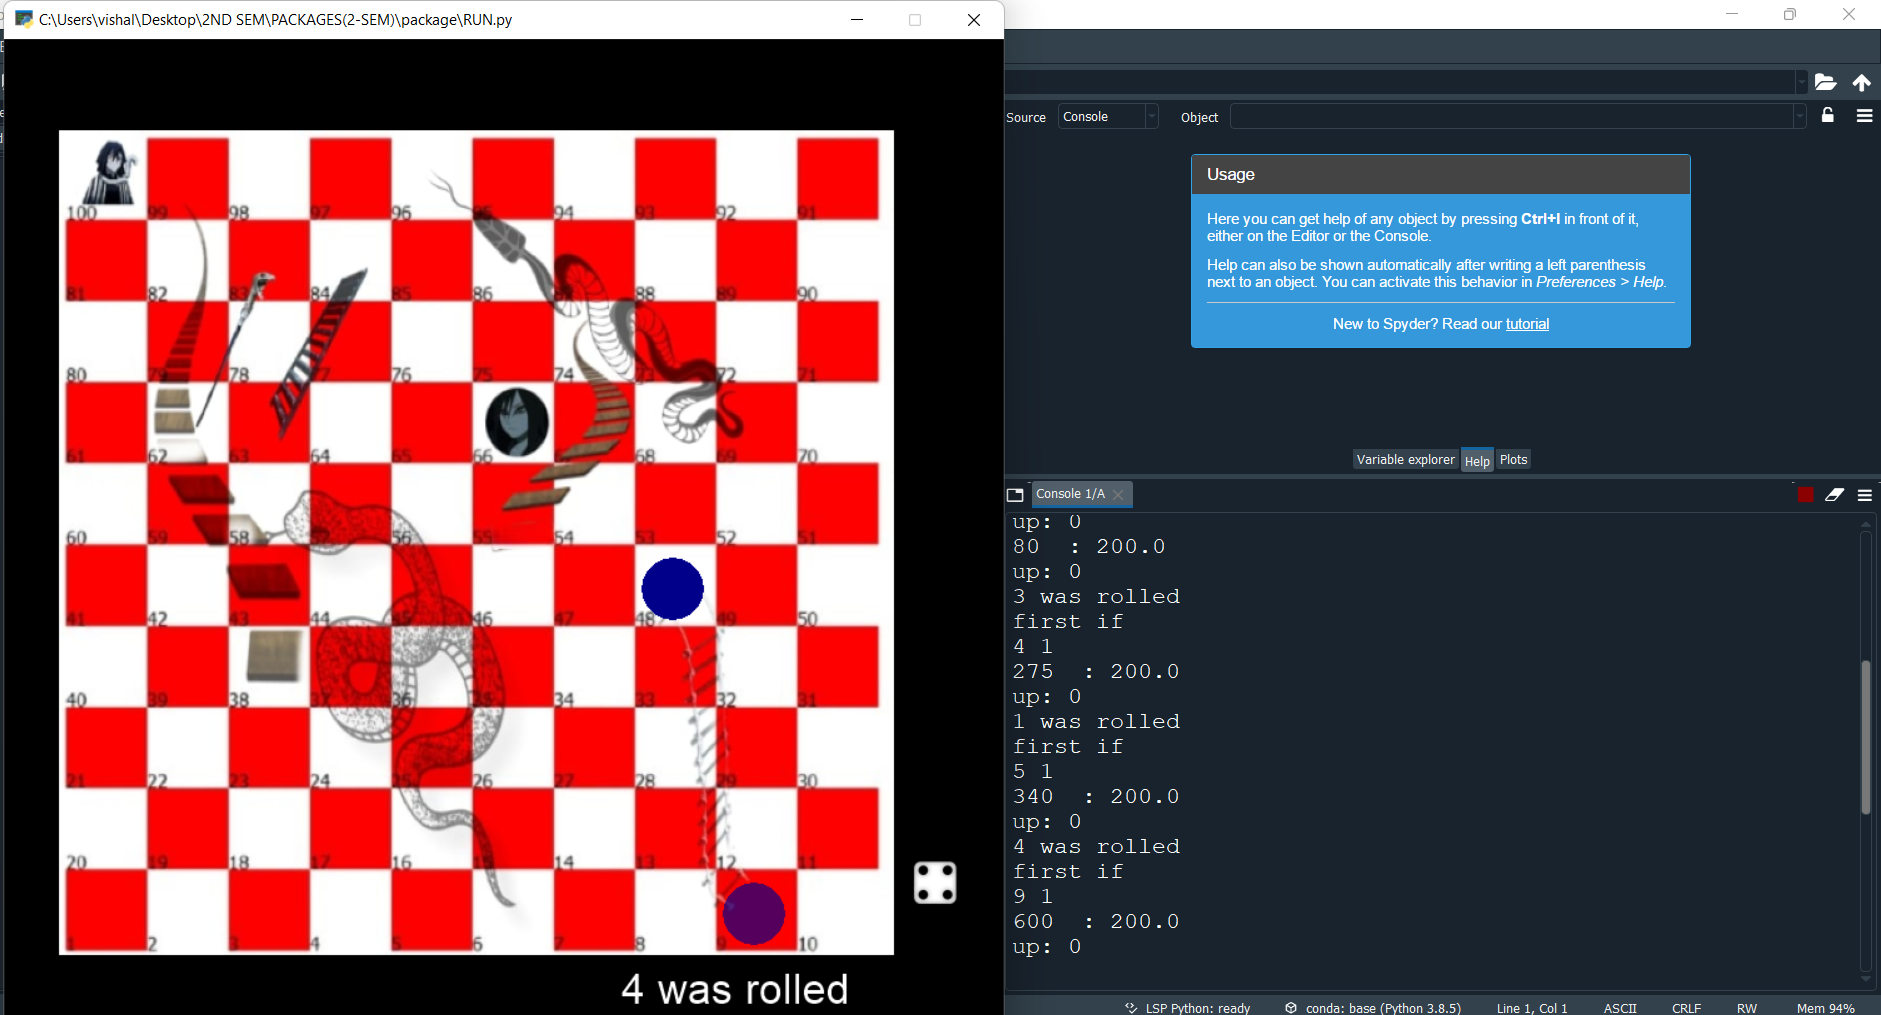 C:\Users\vishal\Desktop\2ND SEM\PACKAGES(2-SEM)\package\RUN.py
100 99 98 97 96 95 94 93 92 91
81 82 83 84 85 86 87 88 89 90
80 79 78 77 76 75 74 73 72 71
61 62 63 64 65 66 68 69 70
60 59 58 57 56 55 54 53 52 51
41 42 43 44 45 46 47 48 49 50
40 39 38 37 36 35 34 33 32 31
21 22 23 24 25 26 27 28 29 30
20 19 18 17 16 15 14 13 12 11
1 2 3 4 5 6 7 8 9 10
4 was rolled
Source Console Object
Usage
Here you can get help of any object by pressing Ctrl+I in front of it,
either on the Editor or the Console.
Help can also be shown automatically after writing a left parenthesis
next to an object. You can activate this behavior in Preferences > Help.
New to Spyder? Read our tutorial
Variable explorer Help Plots
Console 1/A
up: 0
80 : 200.0
up: 0
3 was rolled
first if
4 1
275 : 200.0
up: 0
1 was rolled
first if
5 1
340 : 200.0
up: 0
4 was rolled
first if
9 1
600 : 200.0
up: 0
LSP Python: ready conda: base (Python 3.8.5) Line 1, Col 1 ASCII CRLF RW Mem 94%